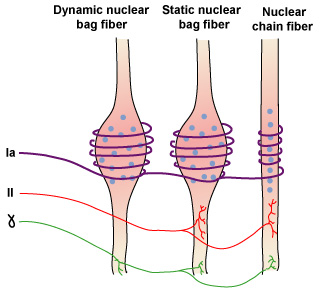 Dynamic nuclear
bag fiber
Static nuclear
bag fiber
Nuclear
chain fiber
Ia
II
ɣ